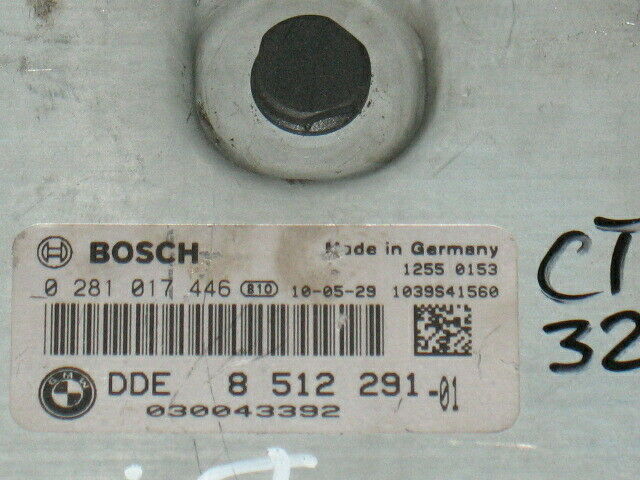 BOSCH Made in Germany
1255 0153
0 281 017 446 B10 10-05-29 1039S41560
BMW DDE 8 512 291-01
030043392
CT
32